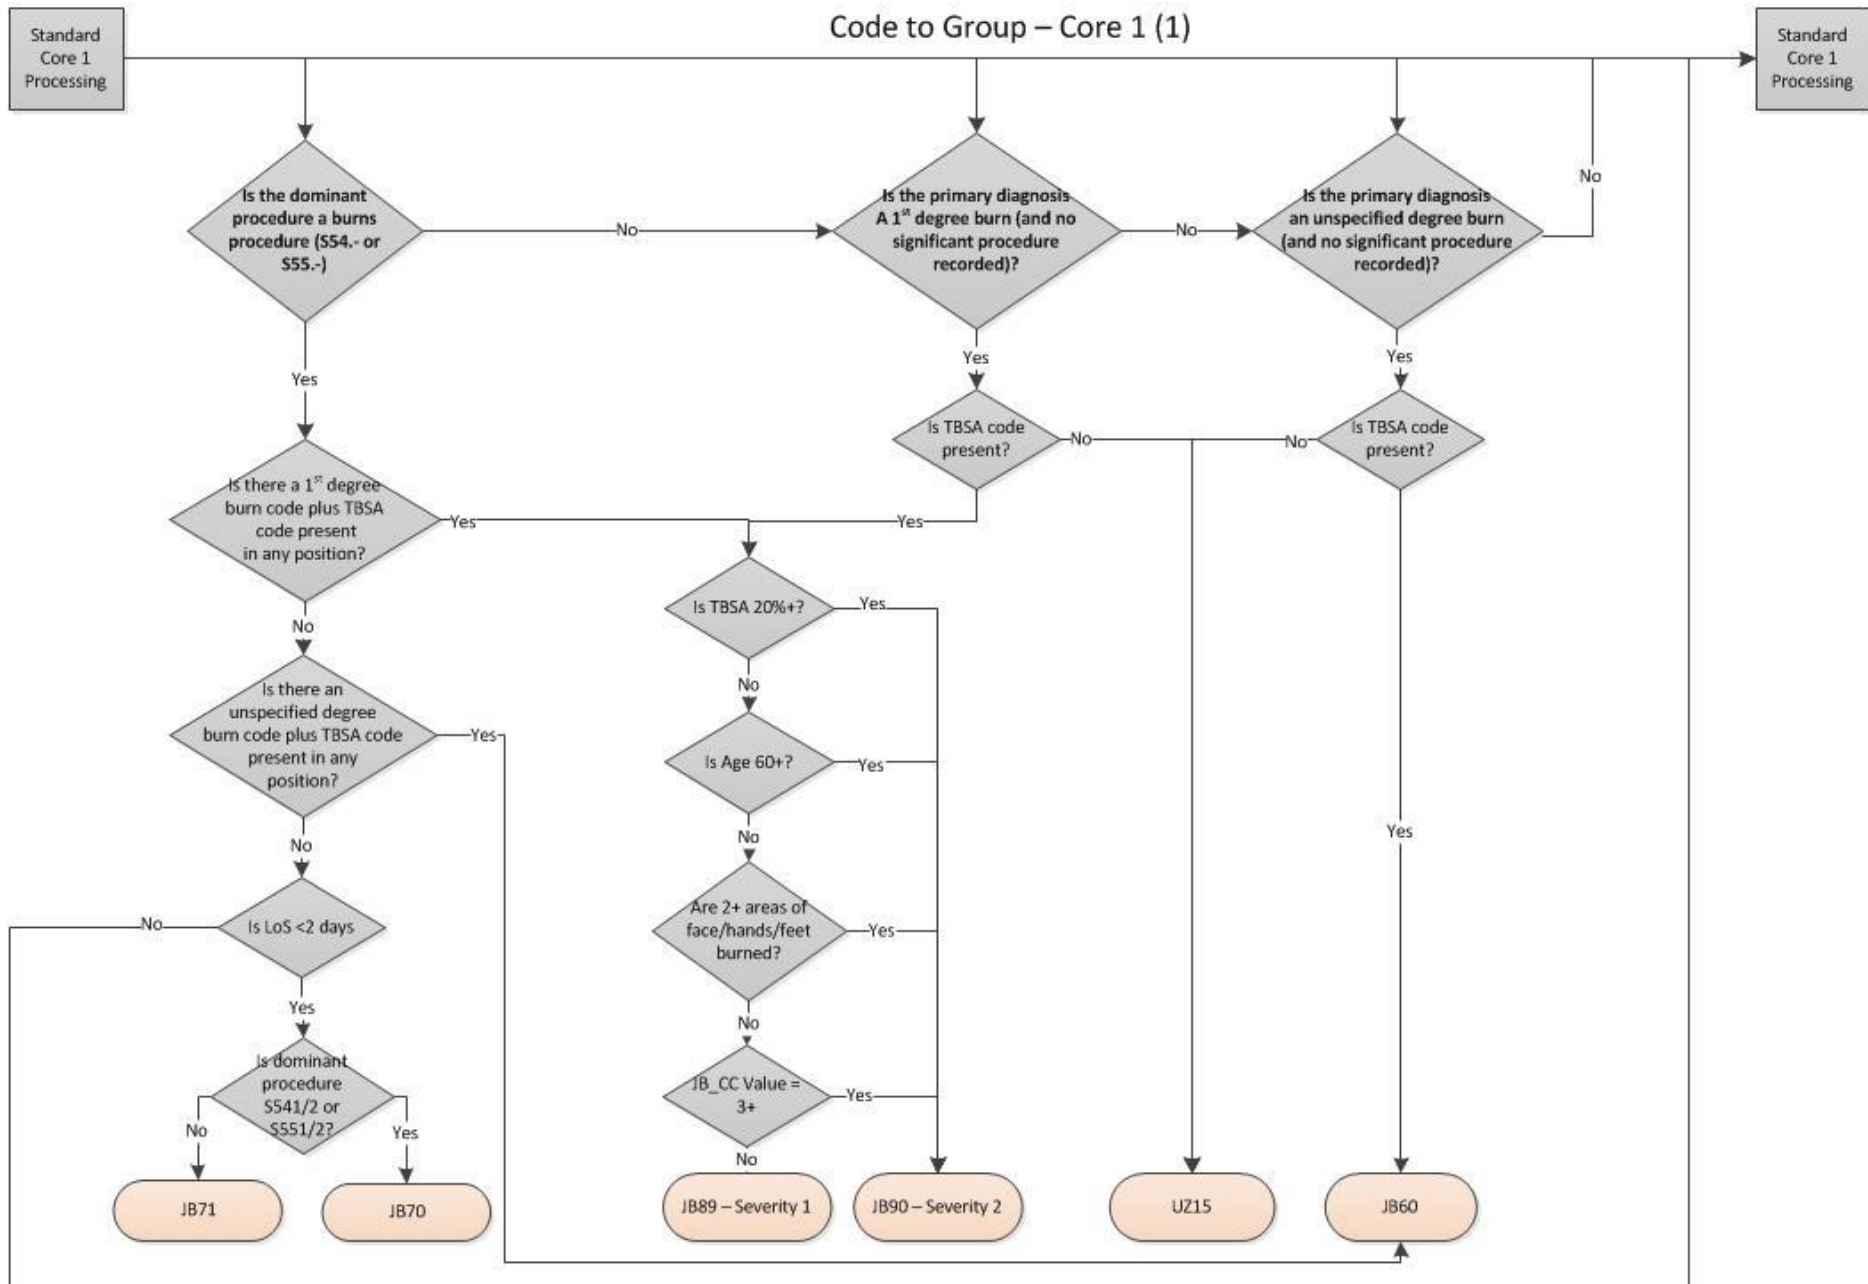 Code to Group – Core 1 (1)
Standard
Core 1
Processing
Standard
Core 1
Processing
Is the dominant
procedure a burns
procedure (S54.- or
S55.-)
No
Is the primary diagnosis
A 1st degree burn (and no
significant procedure
recorded)?
No
Is the primary diagnosis
an unspecified degree burn
(and no significant procedure
recorded)?
No
Yes
Yes
Yes
Is TBSA code
present?
No
No
Is TBSA code
present?
Is there a 1st degree
burn code plus TBSA
code present
in any position?
Yes
Yes
Is TBSA 20%+?
Yes
No
No
Is there an
unspecified degree
burn code plus TBSA code
present in any
position?
Yes
Is Age 60+?
Yes
No
No
Yes
Is LoS <2 days
No
Are 2+ areas of
face/hands/feet
burned?
Yes
Yes
No
Is dominant
procedure
S541/2 or
S551/2?
No
Yes
JB_CC Value =
3+
Yes
No
JB71
JB70
JB89 – Severity 1
JB90 – Severity 2
UZ15
JB60